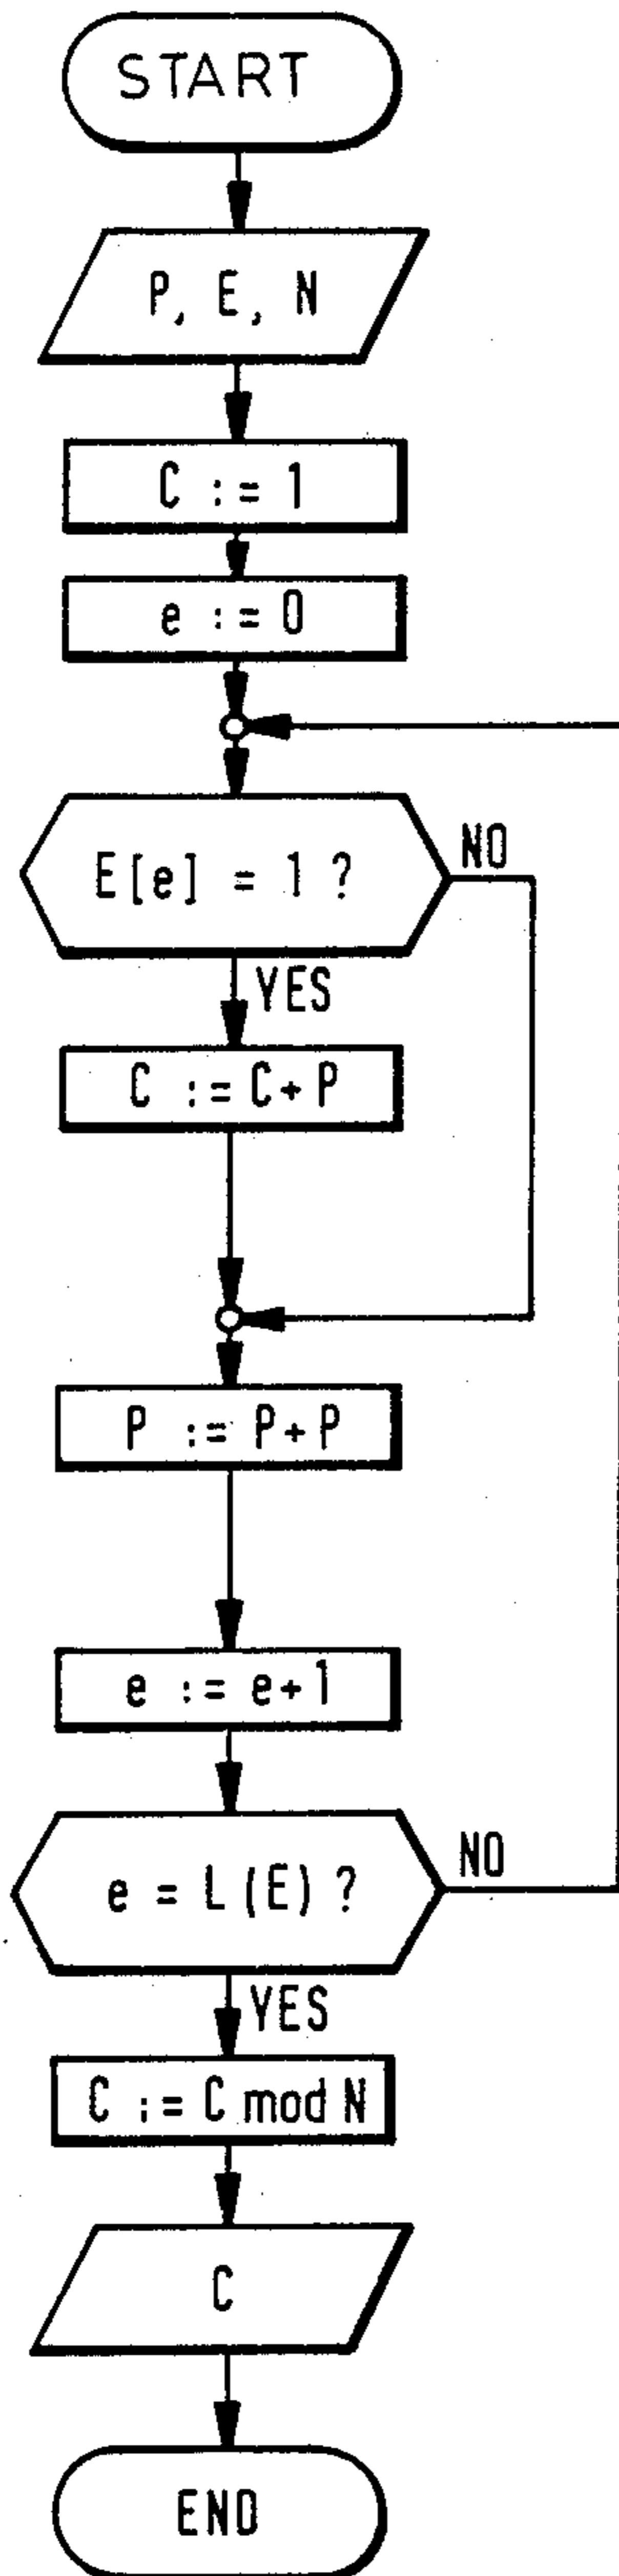 START
P, E, N
C := 1
e := 0
E[e] = 1 ?
NO
YES
C := C+P
P := P+P
e := e+1
e = L(E) ?
NO
YES
C := C mod N
C
END